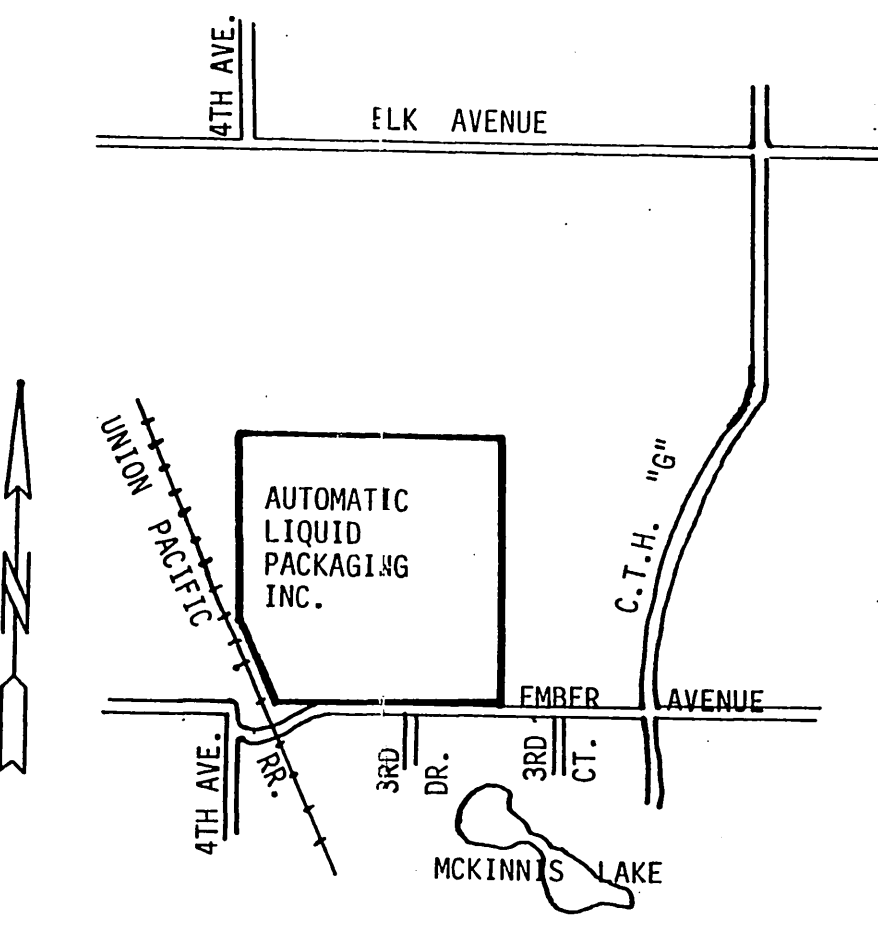 4TH AVE.
ELK AVENUE
UNION PACIFIC RR.
AUTOMATIC
LIQUID
PACKAGING
INC.
C.T.H. "G"
N
EMBER AVENUE
4TH AVE.
3RD DR.
3RD CT.
MCKINNIS LAKE